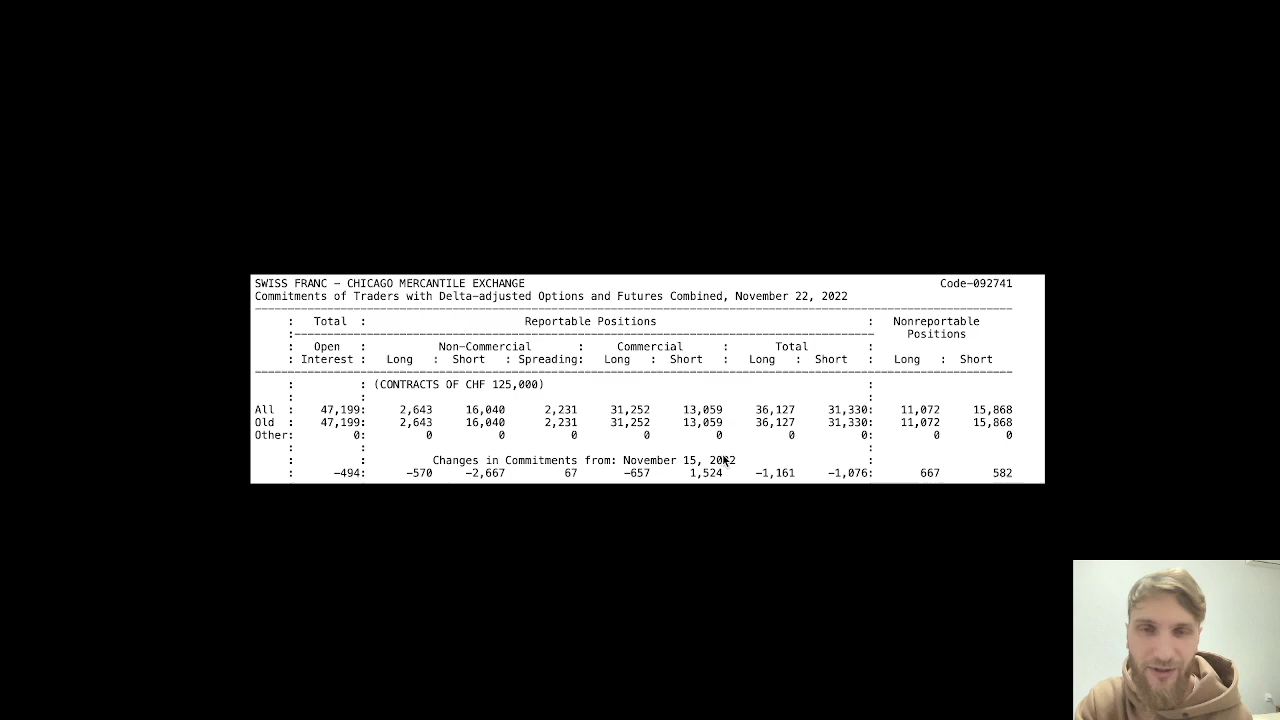 SWISS FRANC – CHICAGO MERCANTILE EXCHANGE Code–092741
Commitments of Traders with Delta–adjusted Options and Futures Combined, November 22, 2022
: Total : Reportable Positions : Nonreportable
: Positions
: Open : Non–Commercial : Commercial : Total :
: Interest : Long : Short : Spreading: Long : Short : Long : Short : Long : Short
: : (CONTRACTS OF CHF 125,000) :
: : :
All : 47,199: 2,643 16,040 2,231 31,252 13,059 36,127 31,330: 11,072 15,868
Old : 47,199: 2,643 16,040 2,231 31,252 13,059 36,127 31,330: 11,072 15,868
Other: 0: 0 0 0 0 0 0 0: 0 0
: : :
: : Changes in Commitments from: November 15, 2022 :
: –494: –570 –2,667 67 –657 1,524 –1,161 –1,076: 667 582